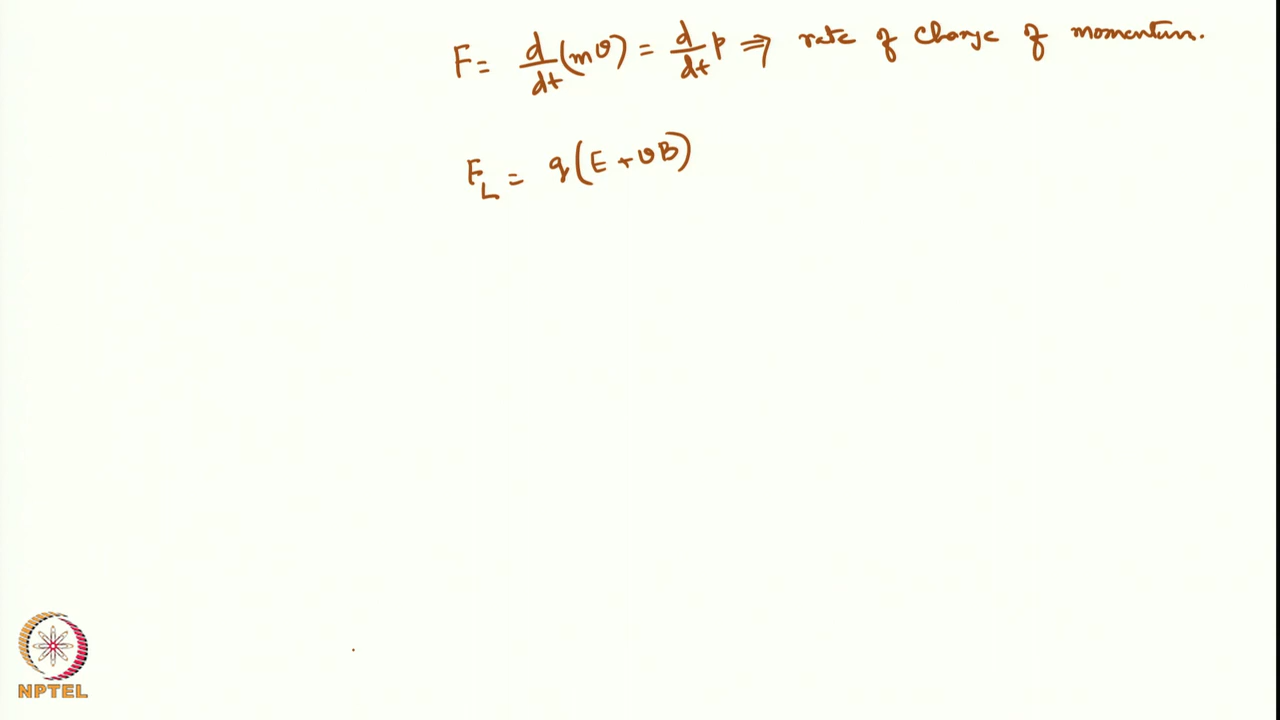 F = d/dt (mv) = d/dt p ⇒ rate of change of momentum.
F_L = q(E + vB)
NPTEL